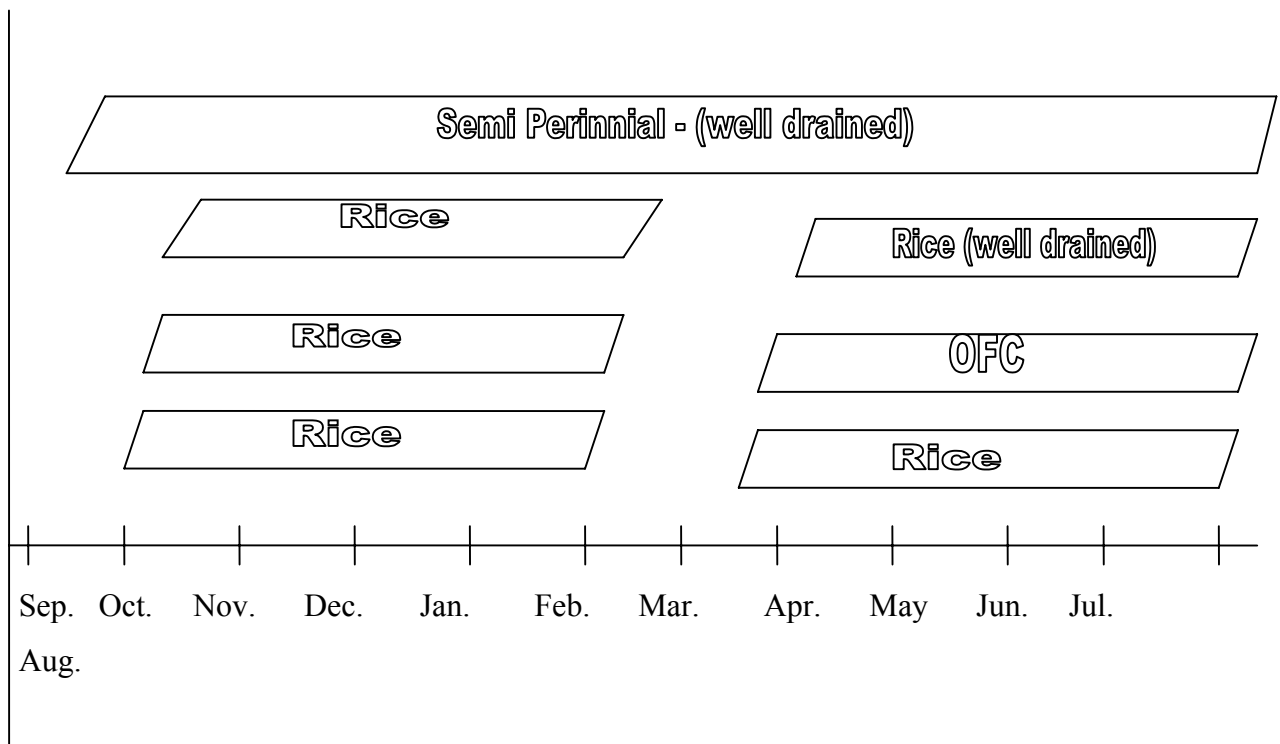 Semi Perinnial - (well drained)
Rice
Rice (well drained)
Rice
OFC
Rice
Rice
Sep. Oct. Nov. Dec. Jan. Feb. Mar. Apr. May Jun. Jul.
Aug.